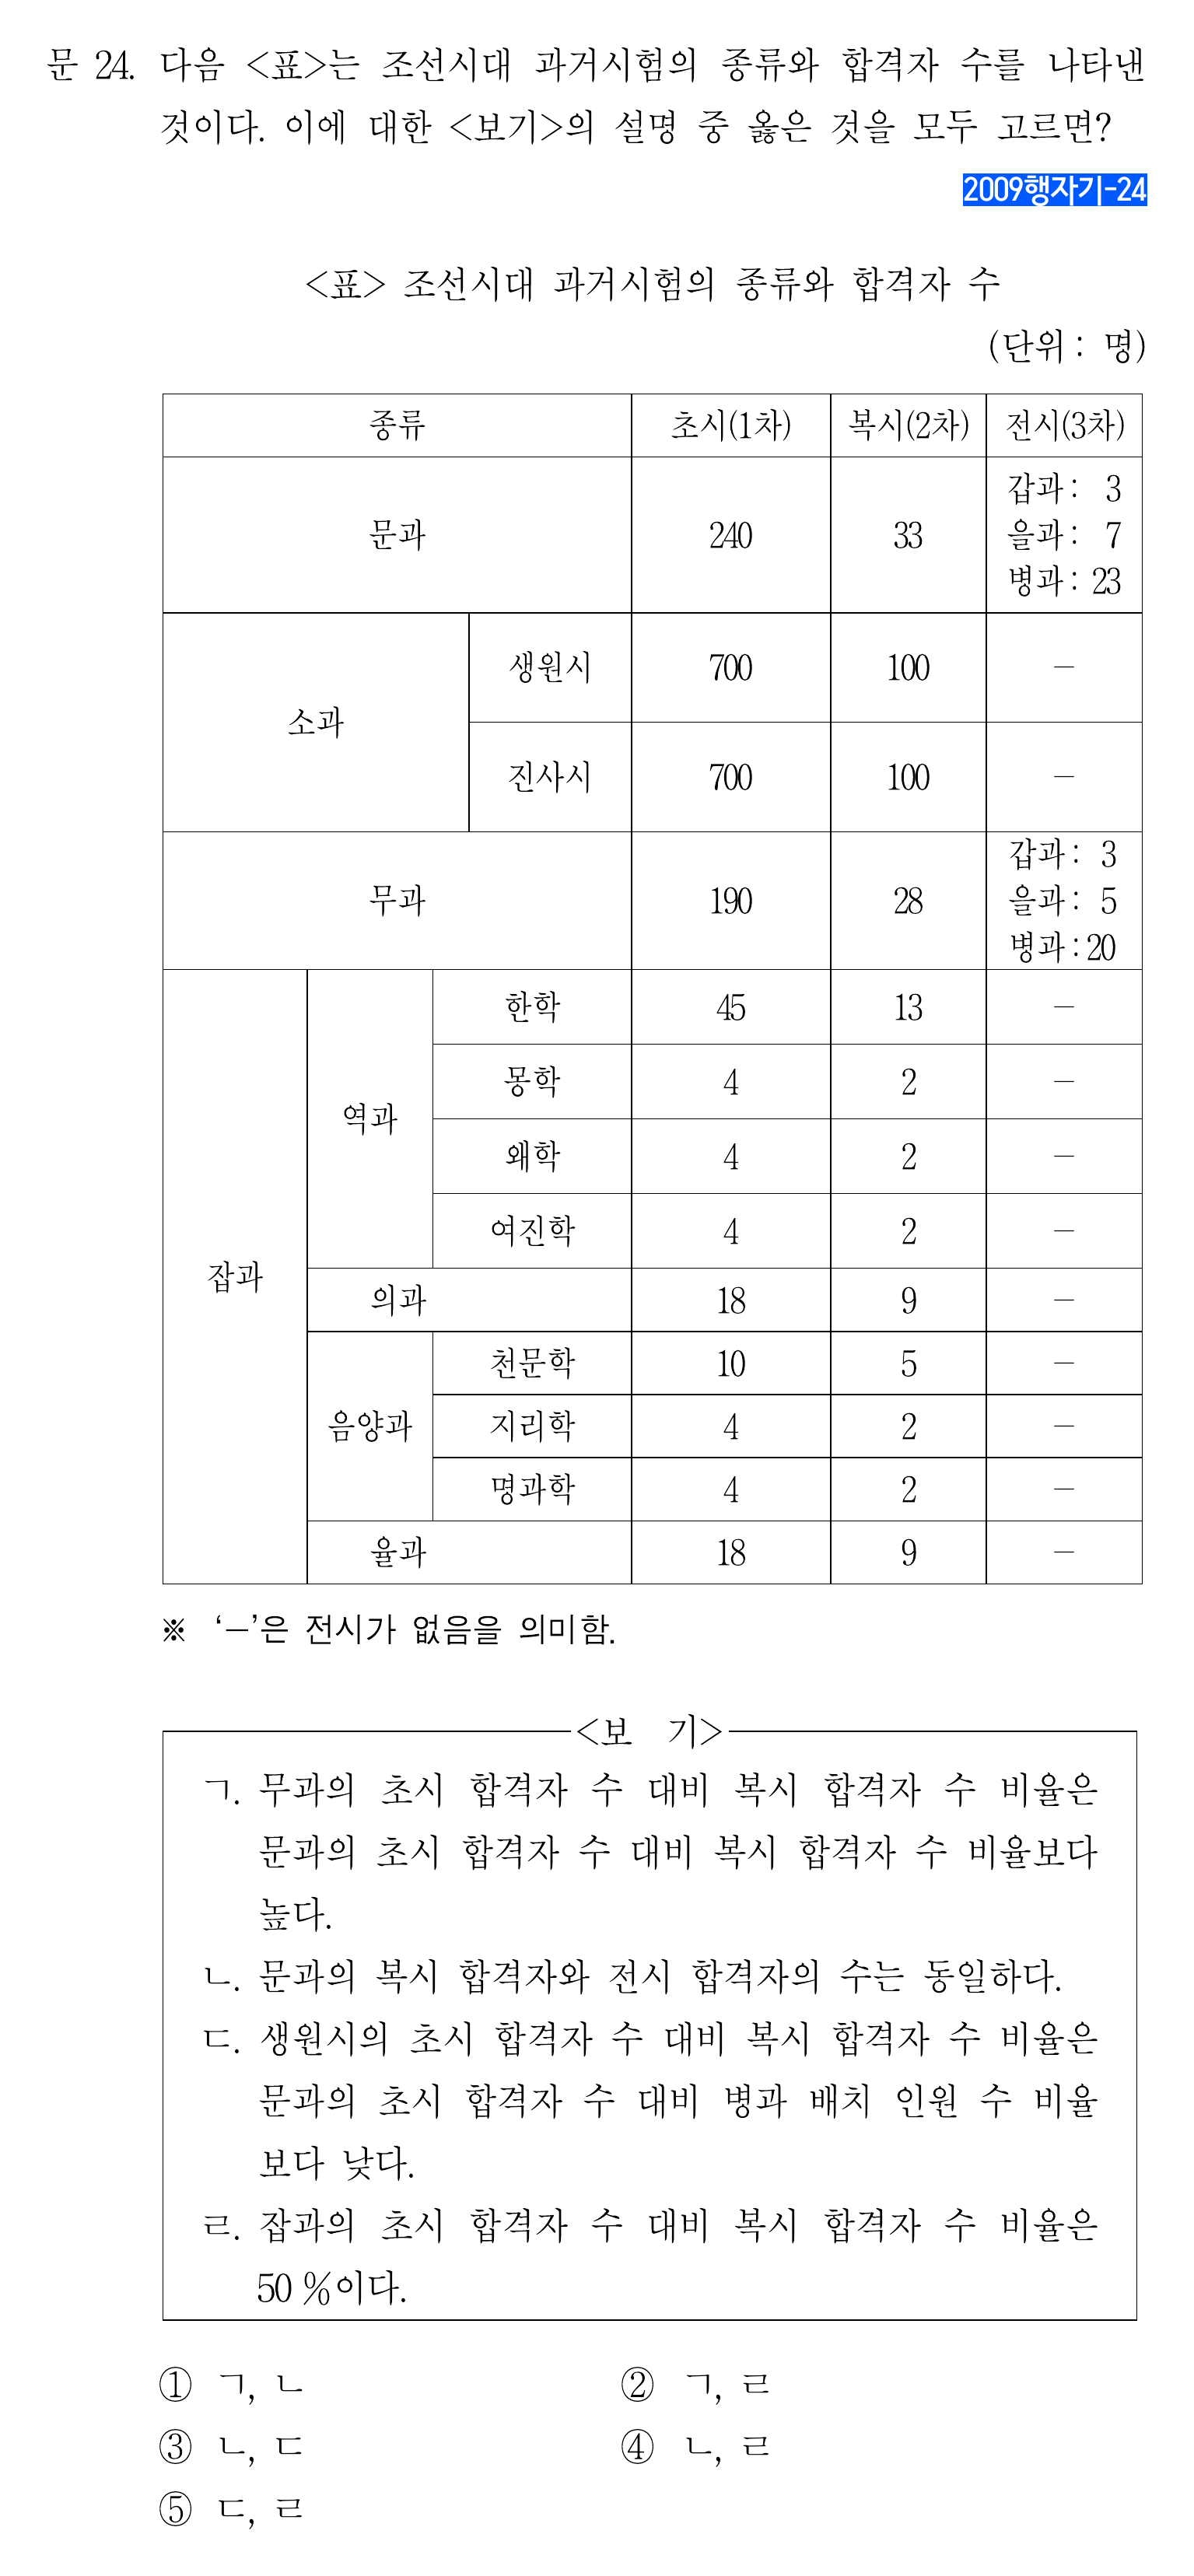 문 24. 다음 <표>는 조선시대 과거시험의 종류와 합격자 수를 나타낸
것이다. 이에 대한 <보기>의 설명 중 옳은 것을 모두 고르면?
2009행자기-24
<표> 조선시대 과거시험의 종류와 합격자 수
(단위 : 명)
종류 초시(1차) 복시(2차) 전시(3차)
문과 240 33 갑과 : 3
을과 : 7
병과 : 23
소과 생원시 700 100 −
진사시 700 100 −
무과 190 28 갑과 : 3
을과 : 5
병과 : 20
잡과 역과 한학 45 13 −
몽학 4 2 −
왜학 4 2 −
여진학 4 2 −
의과 18 9 −
음양과 천문학 10 5 −
지리학 4 2 −
명과학 4 2 −
율과 18 9 −
※ ‘−’은 전시가 없음을 의미함.
<보 기>
ㄱ. 무과의 초시 합격자 수 대비 복시 합격자 수 비율은
문과의 초시 합격자 수 대비 복시 합격자 수 비율보다
높다.
ㄴ. 문과의 복시 합격자와 전시 합격자의 수는 동일하다.
ㄷ. 생원시의 초시 합격자 수 대비 복시 합격자 수 비율은
문과의 초시 합격자 수 대비 병과 배치 인원 수 비율
보다 낮다.
ㄹ. 잡과의 초시 합격자 수 대비 복시 합격자 수 비율은
50 %이다.
① ㄱ, ㄴ ② ㄱ, ㄹ
③ ㄴ, ㄷ ④ ㄴ, ㄹ
⑤ ㄷ, ㄹ